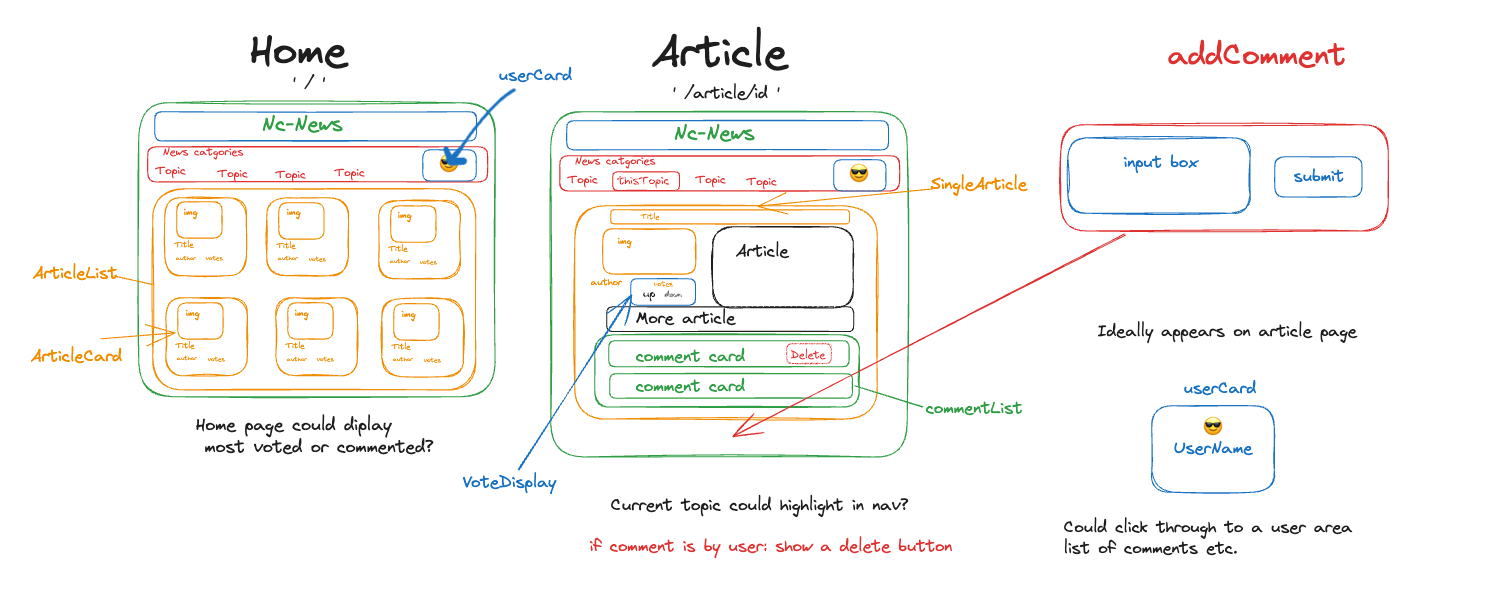 Home
' / '
userCard
Nc-News
News catgories
Topic Topic Topic Topic
img img img
Title Title Title
author votes author votes author votes
ArticleList
img img img
ArticleCard
Title Title Title
author votes author votes author votes
Home page could diplay
most voted or commented?
Article
' /article/id '
Nc-News
News catgories
Topic thisTopic Topic Topic
SingleArticle
Title
img
Article
author
votes
up down
More article
comment card Delete
comment card
commentList
VoteDisplay
Current topic could highlight in nav?
if comment is by user: show a delete button
addComment
input box
submit
Ideally appears on article page
userCard
UserName
Could click through to a user area
list of comments etc.